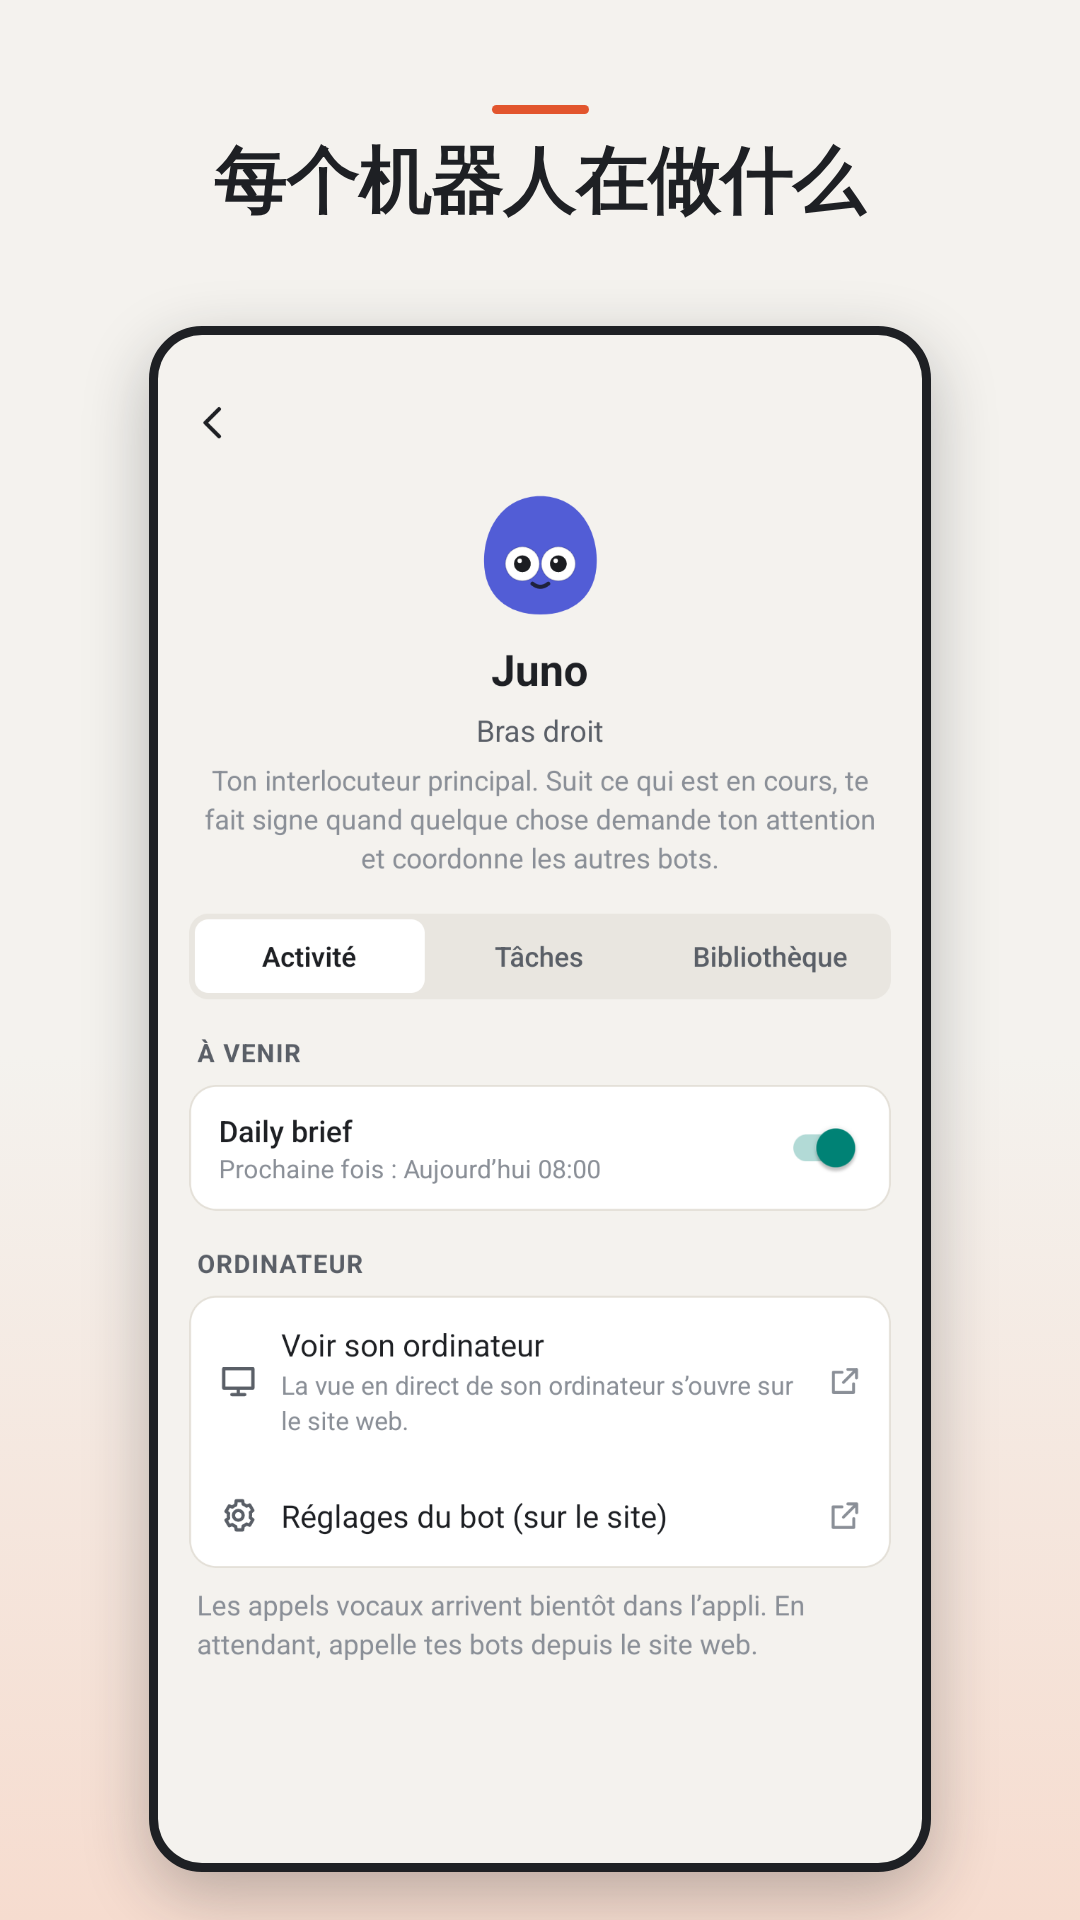 每个机器人在做什么
Juno
Bras droit
Ton interlocuteur principal. Suit ce qui est en cours, te
fait signe quand quelque chose demande ton attention
et coordonne les autres bots.
Activité
Tâches
Bibliothèque
À VENIR
Daily brief
Prochaine fois : Aujourd’hui 08:00
ORDINATEUR
Voir son ordinateur
La vue en direct de son ordinateur s’ouvre sur
le site web.
Réglages du bot (sur le site)
Les appels vocaux arrivent bientôt dans l’appli. En
attendant, appelle tes bots depuis le site web.